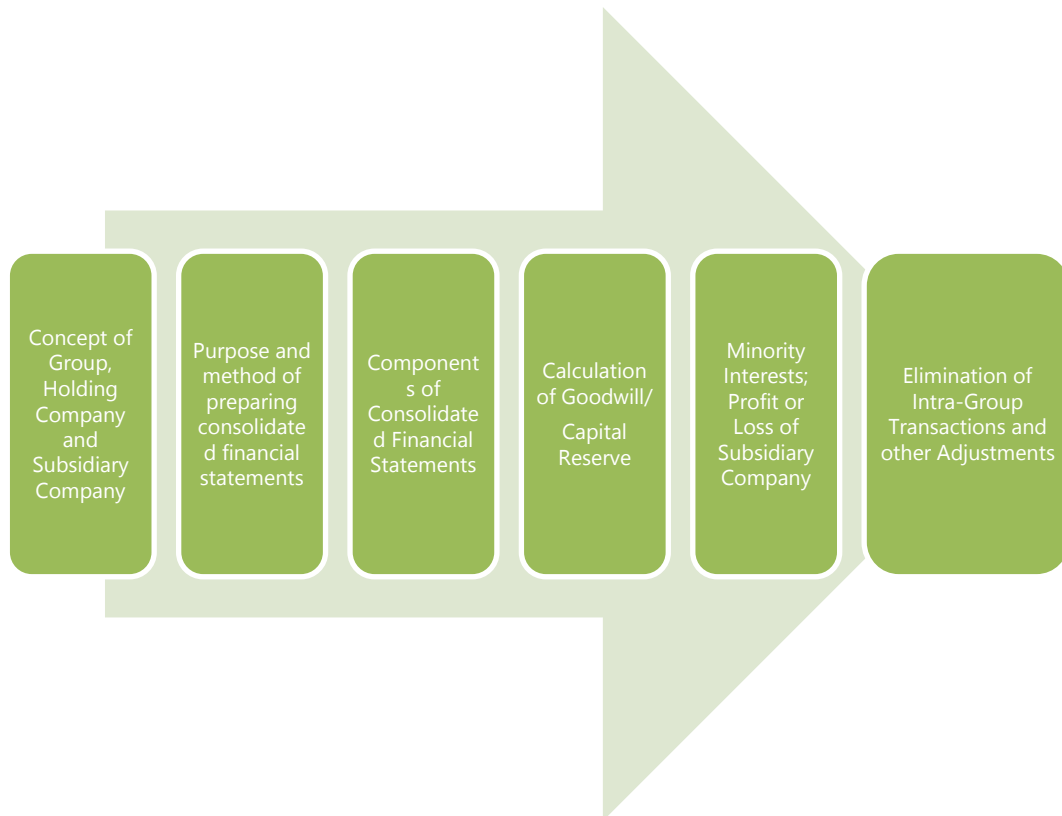 Concept of
Group,
Holding
Company
and
Subsidiary
Company
Purpose and
method of
preparing
consolidate
d financial
statements
Component
s of
Consolidate
d Financial
Statements
Calculation
of Goodwill/
Capital
Reserve
Minority
Interests;
Profit or
Loss of
Subsidiary
Company
Elimination of
Intra-Group
Transactions and
other Adjustments